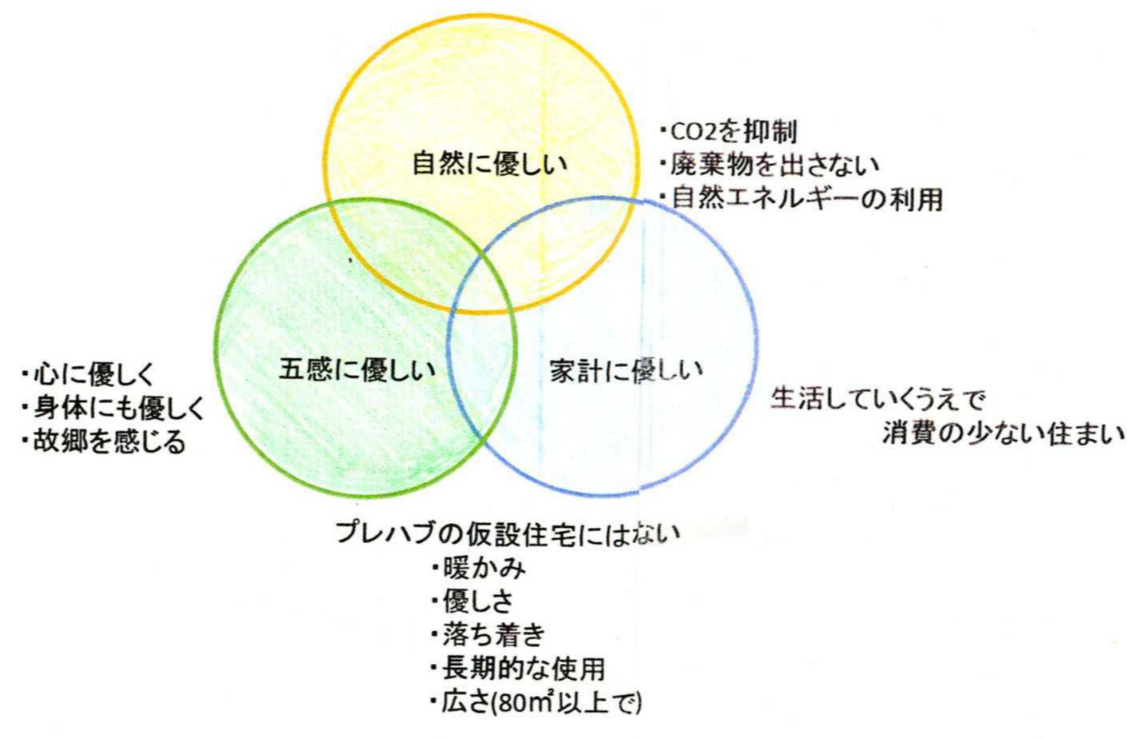 自然に優しい
・CO2を抑制
・廃棄物を出さない
・自然エネルギーの利用
五感に優しい
・心に優しく
・身体にも優しく
・故郷を感じる
家計に優しい
生活していくうえで
消費の少ない住まい
プレハブの仮設住宅にはない
・暖かみ
・優しさ
・落ち着き
・長期的な使用
・広さ(80㎡以上で)